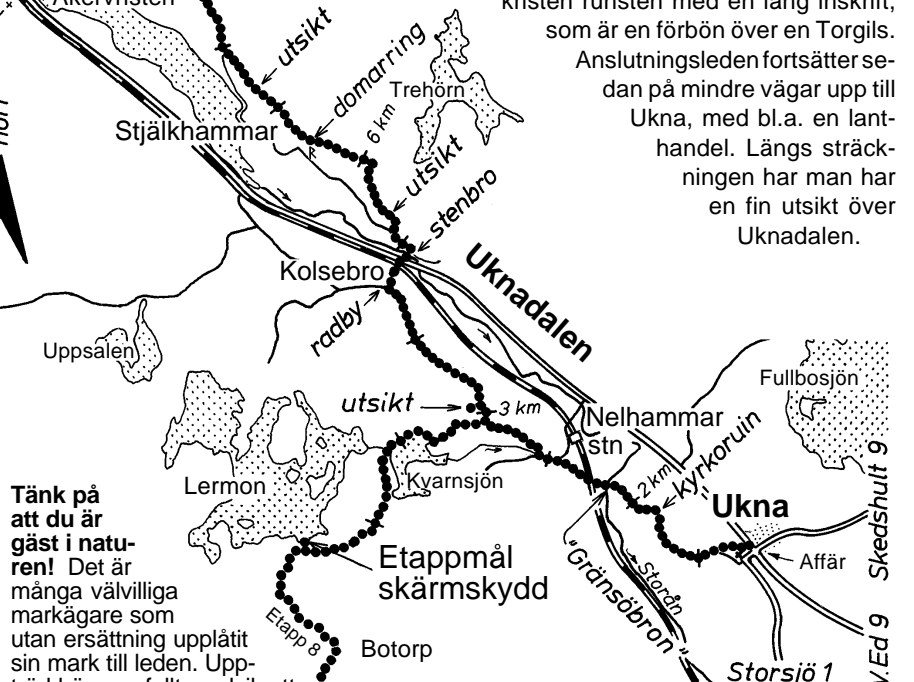 kristen runsten med en lång inskrift,
som är en förbön över en Torgils.
Anslutningsleden fortsätter se-
dan på mindre vägar upp till
Ukna, med bl.a. en lant-
handel. Längs sträck-
ningen har man har
en fin utsikt över
Uknadalen.
Åkervristen
utsikt
domarring
Trehörn
6 km
Stjälkhammar
R
utsikt
stenbro
norr
Kolsebro
Uknadalen
radby
Uppsalen
Fullbosjön
utsikt
3 km
Nelhammar
stn
Lermon
Kvarnsjön
2 km
kyrkoruin
Ukna
Skedshult 9
Affär
Etappmål
skärmskydd
"Gränsöbron"
Storån
Etapp 8
Botorp
Storsjö 1
V.Ed 9
Tänk på
att du är
gäst i natu-
ren! Det är
många välvilliga
markägare som
utan ersättning upplåtit
sin mark till leden. Upp-